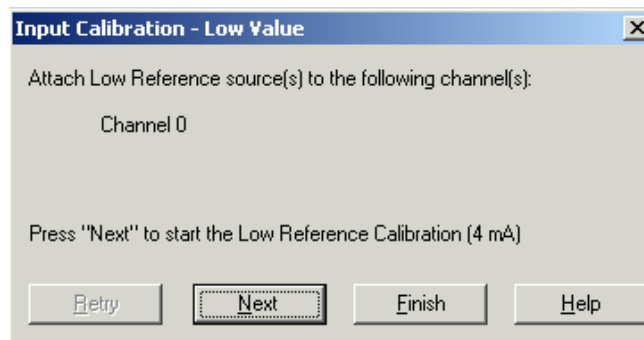 Input Calibration - Low Value
Attach Low Reference source(s) to the following channel(s):
Channel 0
Press "Next" to start the Low Reference Calibration (4 mA)
Retry Next Finish Help